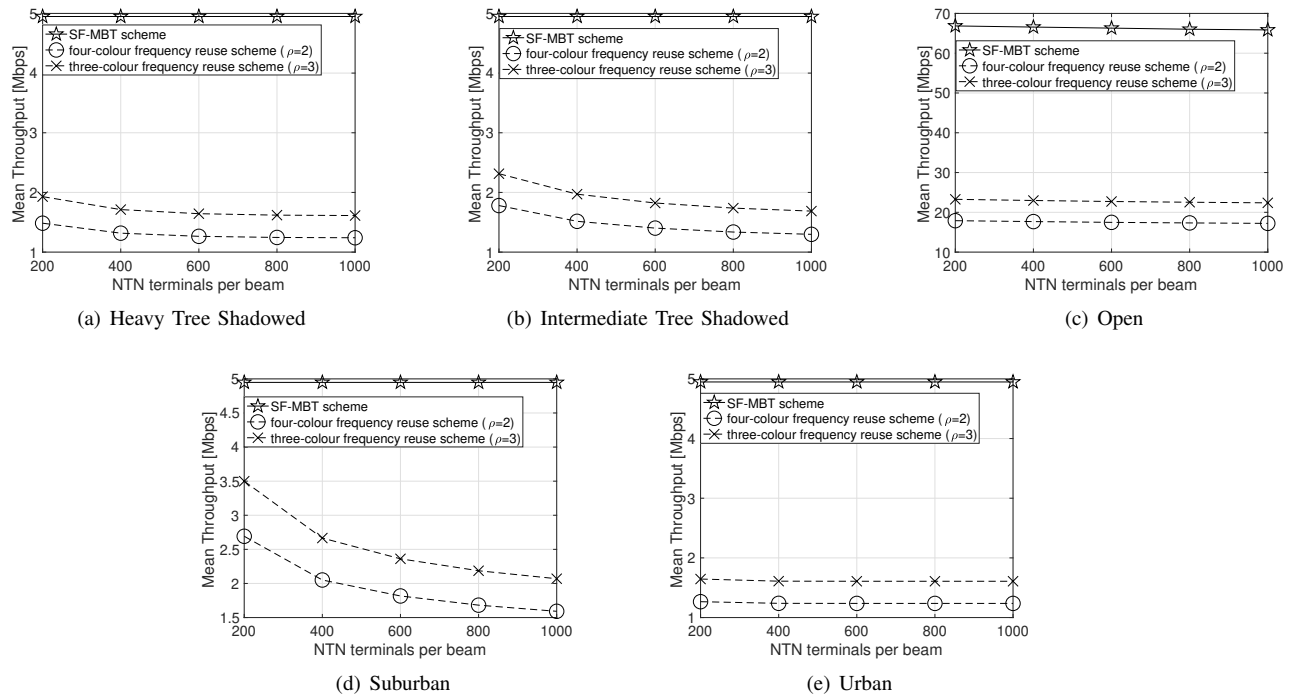 5
4
3
2
1
Mean Throughput [Mbps]
SF-MBT scheme
four-colour frequency reuse scheme (ρ=2)
three-colour frequency reuse scheme (ρ=3)
200 400 600 800 1000
NTN terminals per beam
(a) Heavy Tree Shadowed
5
4
3
2
1
Mean Throughput [Mbps]
SF-MBT scheme
four-colour frequency reuse scheme (ρ=2)
three-colour frequency reuse scheme (ρ=3)
200 400 600 800 1000
NTN terminals per beam
(b) Intermediate Tree Shadowed
70
60
50
40
30
20
10
Mean Throughput [Mbps]
SF-MBT scheme
four-colour frequency reuse scheme (ρ=2)
three-colour frequency reuse scheme (ρ=3)
200 400 600 800 1000
NTN terminals per beam
(c) Open
5
4.5
4
3.5
3
2.5
2
1.5
Mean Throughput [Mbps]
SF-MBT scheme
four-colour frequency reuse scheme (ρ=2)
three-colour frequency reuse scheme (ρ=3)
200 400 600 800 1000
NTN terminals per beam
(d) Suburban
5
4
3
2
1
Mean Throughput [Mbps]
SF-MBT scheme
four-colour frequency reuse scheme (ρ=2)
three-colour frequency reuse scheme (ρ=3)
200 400 600 800 1000
NTN terminals per beam
(e) Urban